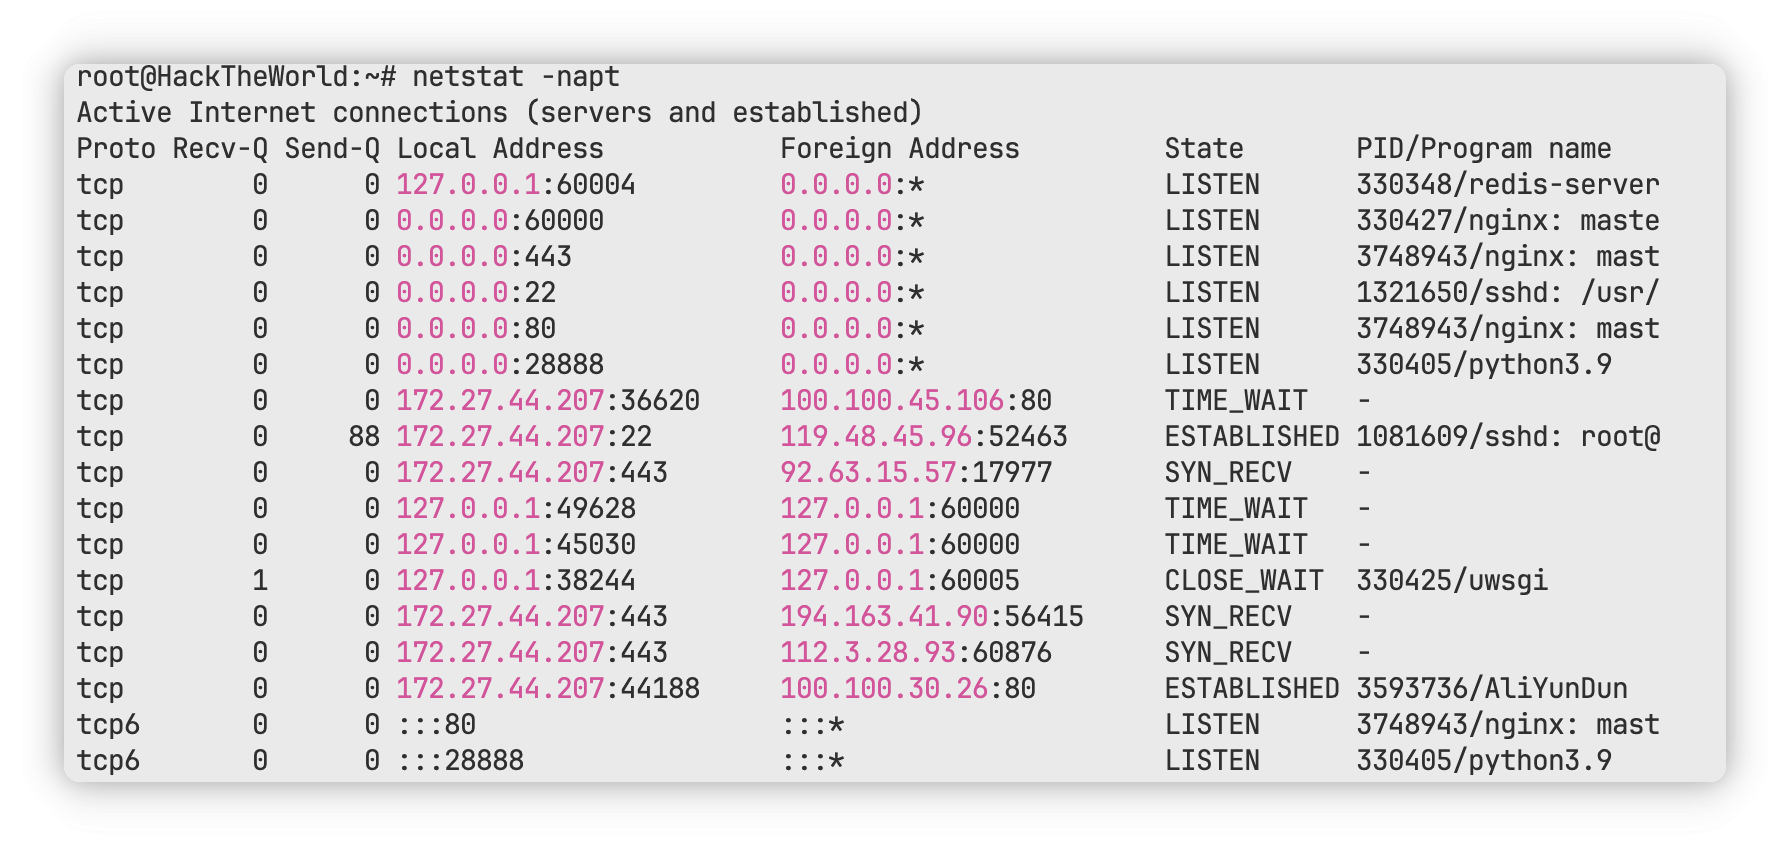 root@HackTheWorld:~# netstat -napt
Active Internet connections (servers and established)
Proto Recv-Q Send-Q Local Address           Foreign Address         State       PID/Program name
tcp        0      0 127.0.0.1:60004         0.0.0.0:*               LISTEN      330348/redis-server
tcp        0      0 0.0.0.0:60000           0.0.0.0:*               LISTEN      330427/nginx: maste
tcp        0      0 0.0.0.0:443             0.0.0.0:*               LISTEN      3748943/nginx: mast
tcp        0      0 0.0.0.0:22              0.0.0.0:*               LISTEN      1321650/sshd: /usr/
tcp        0      0 0.0.0.0:80              0.0.0.0:*               LISTEN      3748943/nginx: mast
tcp        0      0 0.0.0.0:28888           0.0.0.0:*               LISTEN      330405/python3.9
tcp        0      0 172.27.44.207:36620     100.100.45.106:80       TIME_WAIT   -
tcp        0     88 172.27.44.207:22        119.48.45.96:52463      ESTABLISHED 1081609/sshd: root@
tcp        0      0 172.27.44.207:443       92.63.15.57:17977       SYN_RECV    -
tcp        0      0 127.0.0.1:49628         127.0.0.1:60000         TIME_WAIT   -
tcp        0      0 127.0.0.1:45030         127.0.0.1:60000         TIME_WAIT   -
tcp        1      0 127.0.0.1:38244         127.0.0.1:60005         CLOSE_WAIT  330425/uwsgi
tcp        0      0 172.27.44.207:443       194.163.41.90:56415     SYN_RECV    -
tcp        0      0 172.27.44.207:443       112.3.28.93:60876       SYN_RECV    -
tcp        0      0 172.27.44.207:44188     100.100.30.26:80        ESTABLISHED 3593736/AliYunDun
tcp6       0      0 :::80                   :::*                    LISTEN      3748943/nginx: mast
tcp6       0      0 :::28888                :::*                    LISTEN      330405/python3.9